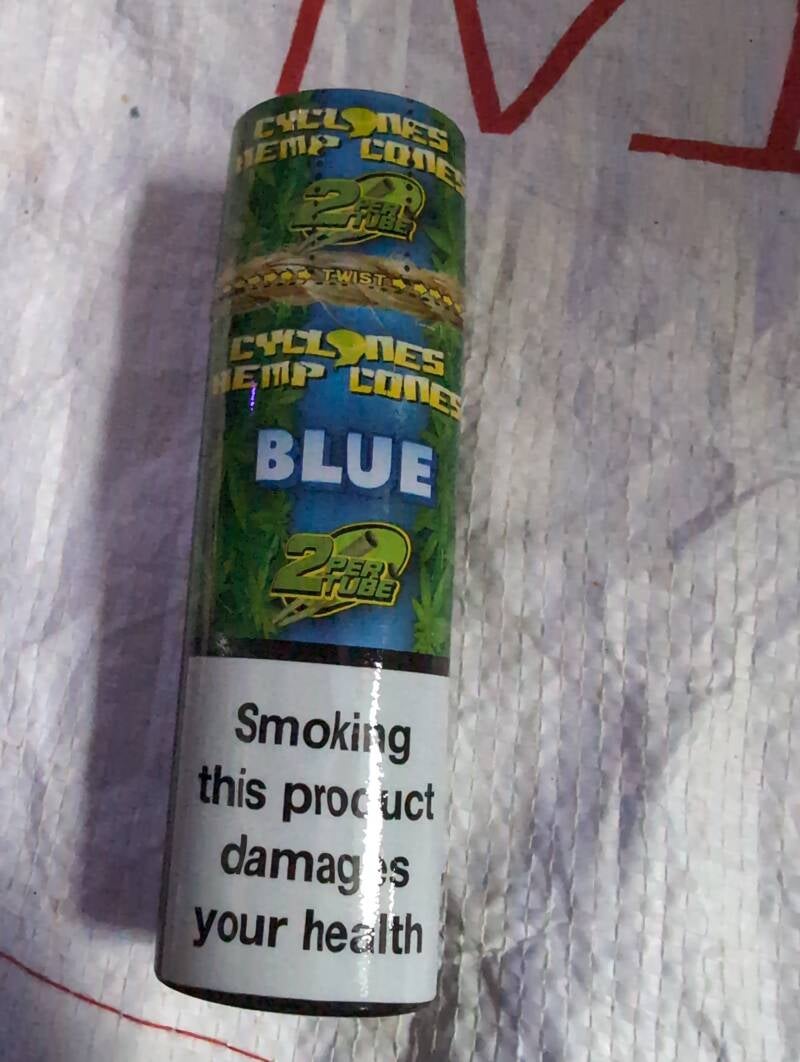 CYCLONES
HEMP CONES
2 PER
TUBE
TWIST
CYCLONES
HEMP CONES
BLUE
2 PER
TUBE
Smoking
this product
damages
your health